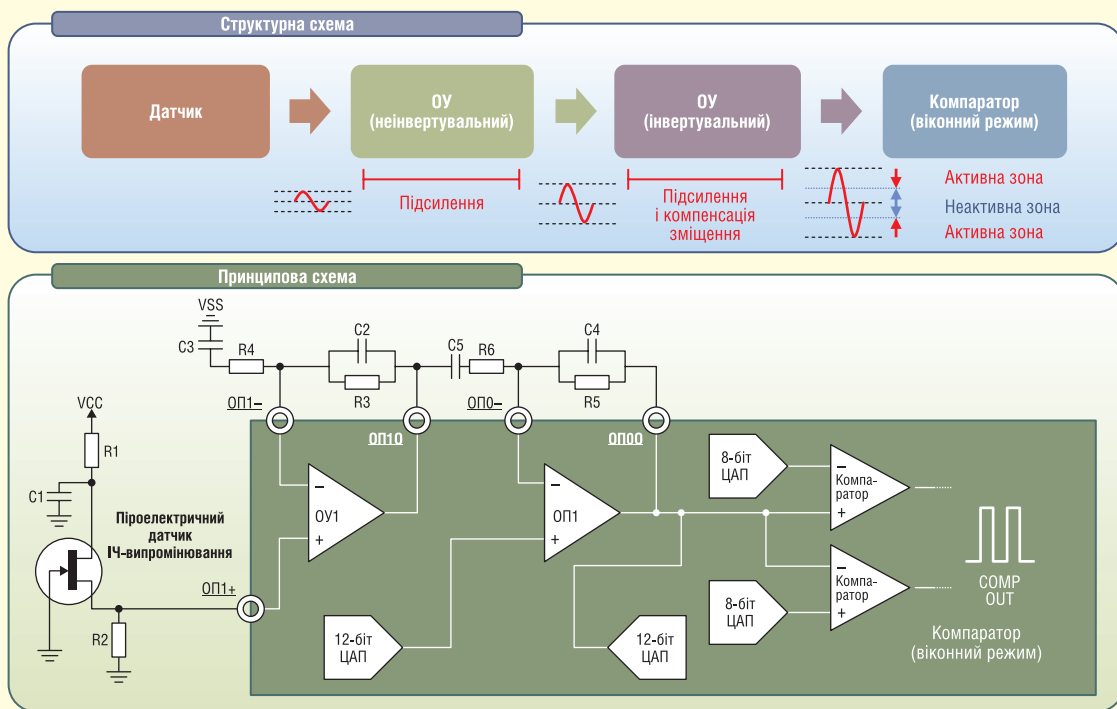 Структурна схема
Датчик
ОУ
(неінвертувальний)
ОУ
(інвертувальний)
Компаратор
(віконний режим)
Підсилення
Підсилення
і компенсація
зміщення
Активна зона
Неактивна зона
Активна зона
Принципова схема
VSS
C3
R4
C2
R3
C5
R6
C4
R5
VCC
R1
C1
ОП1–
ОП1О
ОП0–
ОП0О
Піроелектричний
датчик
ІЧ-випромінювання
ОП1+
R2
–
ОУ1
+
–
ОП1
+
12-біт
ЦАП
12-біт
ЦАП
8-біт
ЦАП
–
Компа-
ратор
+
8-біт
ЦАП
–
Компа-
ратор
+
COMP
OUT
Компаратор
(віконний режим)